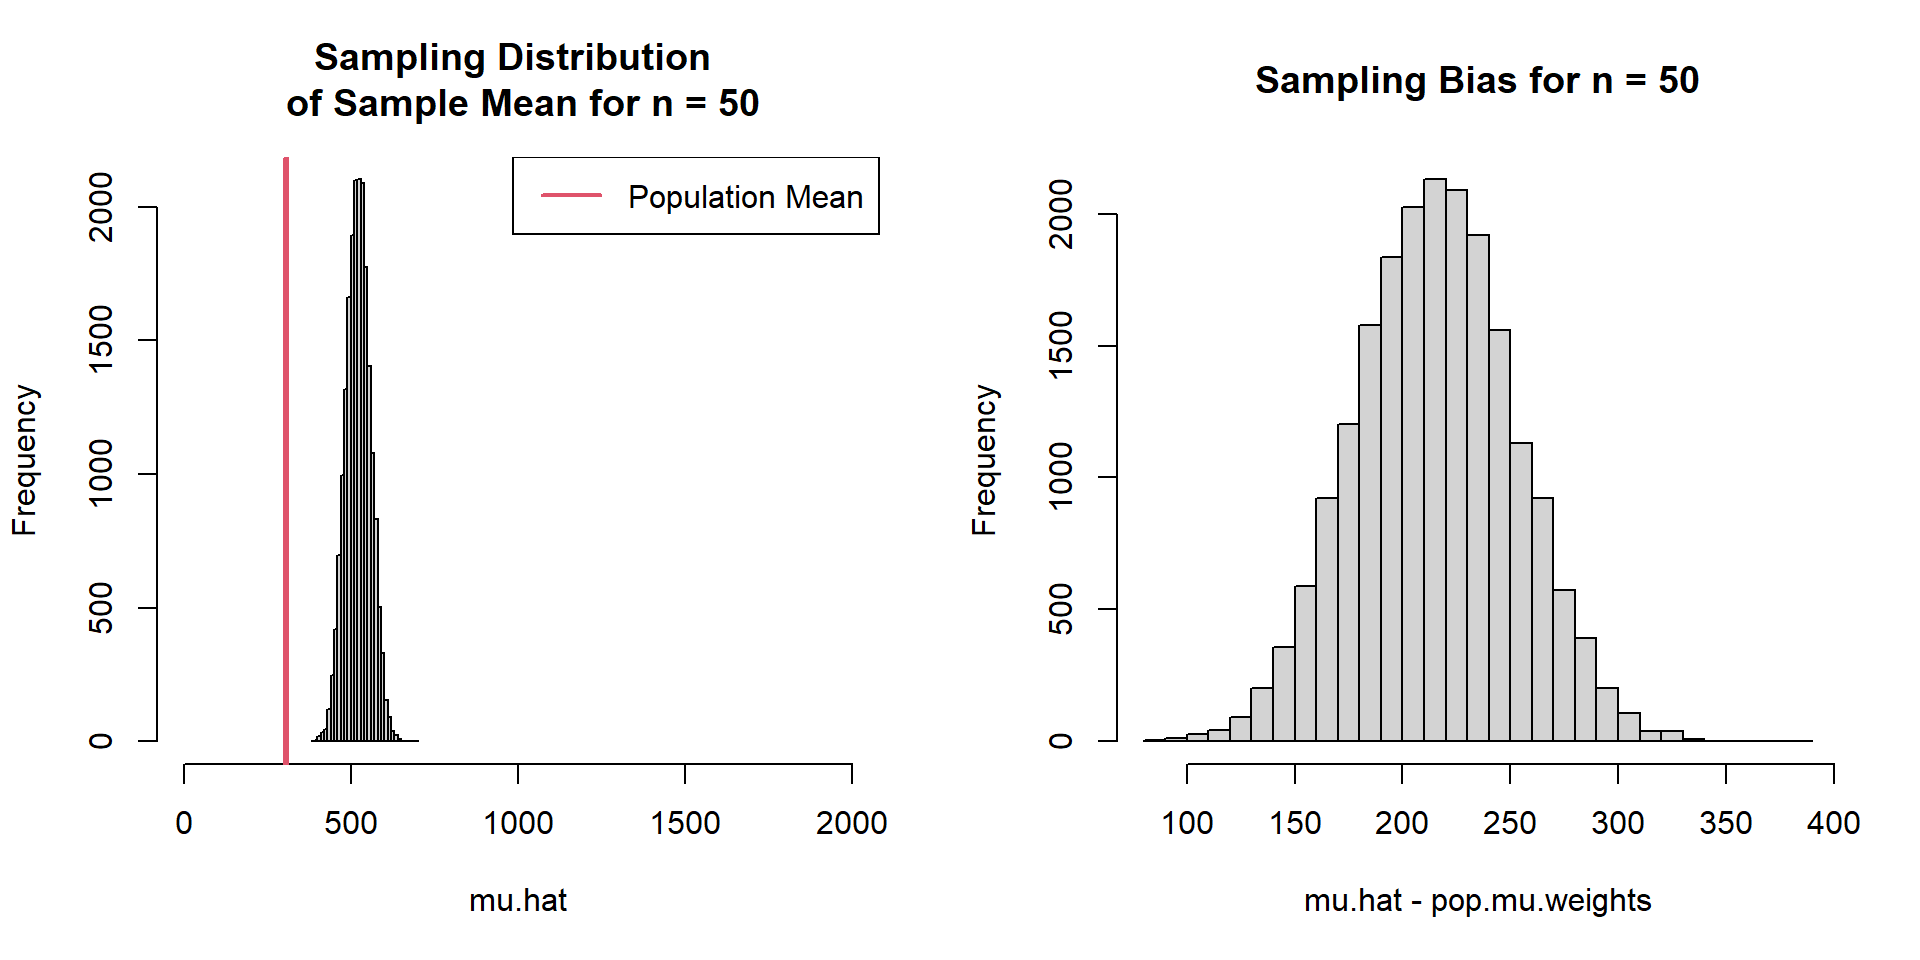 Sampling Distribution
of Sample Mean for n = 50
Population Mean
Frequency
2000
1500
1000
500
0
0 500 1000 1500 2000
mu.hat
Sampling Bias for n = 50
Frequency
2000
1500
1000
500
0
100 150 200 250 300 350 400
mu.hat - pop.mu.weights